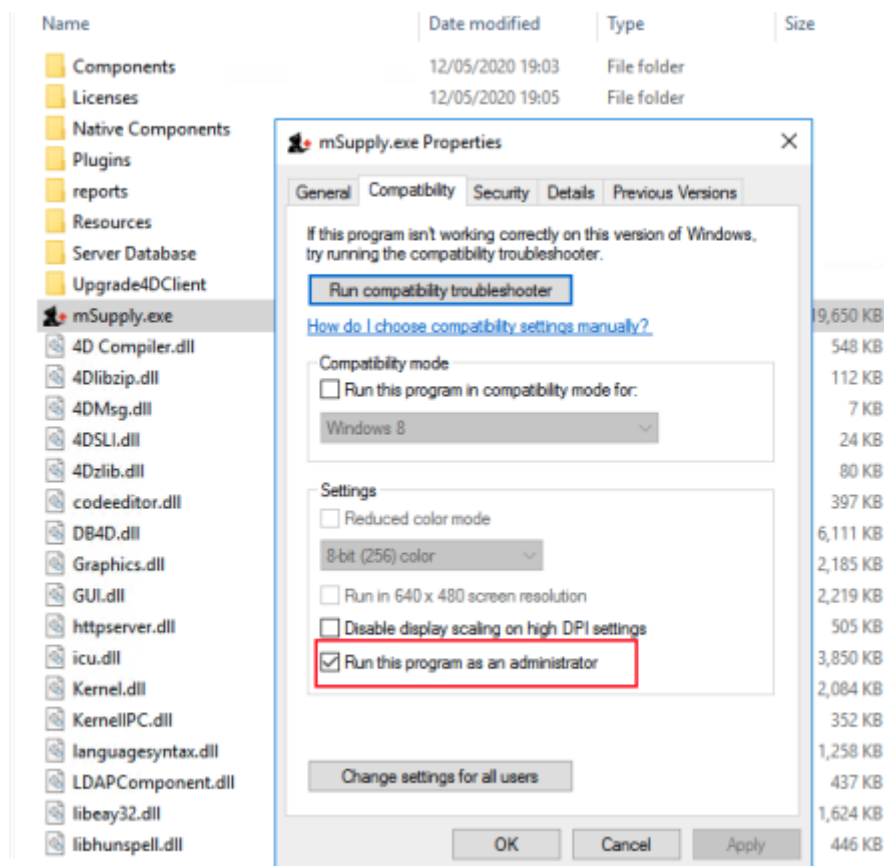 Name Date modified Type Size
Components 12/05/2020 19:03 File folder
Licenses 12/05/2020 19:05 File folder
Native Components
Plugins
reports
Resources
Server Database
Upgrade4DClient
mSupply.exe 9,650 KB
4D Compiler.dll 548 KB
4Dlibzip.dll 112 KB
4DMsg.dll 7 KB
4DSLI.dll 24 KB
4Dzlib.dll 80 KB
codeeditor.dll 397 KB
DB4D.dll 6,111 KB
Graphics.dll 2,185 KB
GUI.dll 2,219 KB
httpserver.dll 505 KB
icu.dll 3,850 KB
Kernel.dll 2,084 KB
KernelIPC.dll 352 KB
languagesyntax.dll 1,258 KB
LDAPComponent.dll 437 KB
libeay32.dll 1,624 KB
libhunspell.dll 446 KB
mSupply.exe Properties
General Compatibility Security Details Previous Versions
If this program isn't working correctly on this version of Windows,
try running the compatibility troubleshooter.
Run compatibility troubleshooter
How do I choose compatibility settings manually?
Compatibility mode
Run this program in compatibility mode for:
Windows 8
Settings
Reduced color mode
8-bit (256) color
Run in 640 x 480 screen resolution
Disable display scaling on high DPI settings
Run this program as an administrator
Change settings for all users
OK Cancel Apply